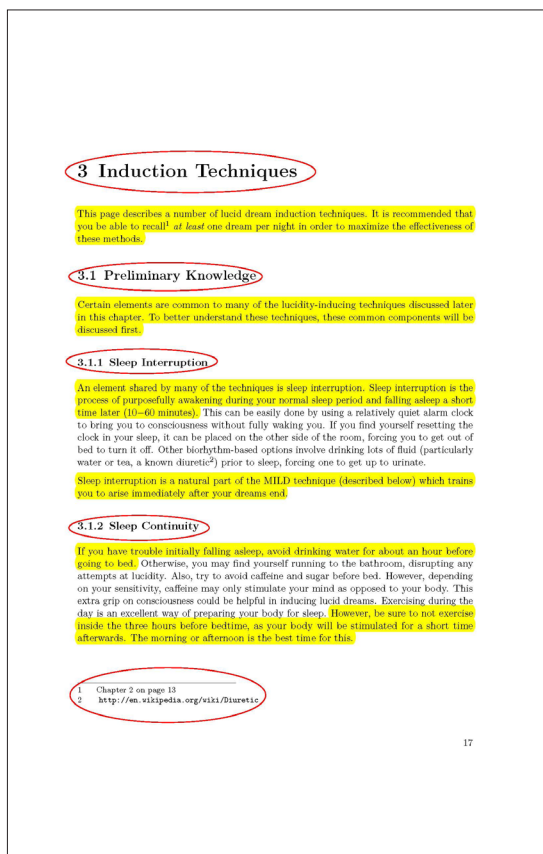 3 Induction Techniques
This page describes a number of lucid dream induction techniques. It is recommended that
you be able to recall¹ at least one dream per night in order to maximize the effectiveness of
these methods.
3.1 Preliminary Knowledge
Certain elements are common to many of the lucidity-inducing techniques discussed later
in this chapter. To better understand these techniques, these common components will be
discussed first.
3.1.1 Sleep Interruption
An element shared by many of the techniques is sleep interruption. Sleep interruption is the
process of purposefully awakening during your normal sleep period and falling asleep a short
time later (10−60 minutes). This can be easily done by using a relatively quiet alarm clock
to bring you to consciousness without fully waking you. If you find yourself resetting the
clock in your sleep, it can be placed on the other side of the room, forcing you to get out of
bed to turn it off. Other biorhythm-based options involve drinking lots of fluid (particularly
water or tea, a known diuretic²) prior to sleep, forcing one to get up to urinate.
Sleep interruption is a natural part of the MILD technique (described below) which trains
you to arise immediately after your dreams end.
3.1.2 Sleep Continuity
If you have trouble initially falling asleep, avoid drinking water for about an hour before
going to bed. Otherwise, you may find yourself running to the bathroom, disrupting any
attempts at lucidity. Also, try to avoid caffeine and sugar before bed. However, depending
on your sensitivity, caffeine may only stimulate your mind as opposed to your body. This
extra grip on consciousness could be helpful in inducing lucid dreams. Exercising during the
day is an excellent way of preparing your body for sleep. However, be sure to not exercise
inside the three hours before bedtime, as your body will be stimulated for a short time
afterwards. The morning or afternoon is the best time for this.
1 Chapter 2 on page 13
2 http://en.wikipedia.org/wiki/Diuretic
17